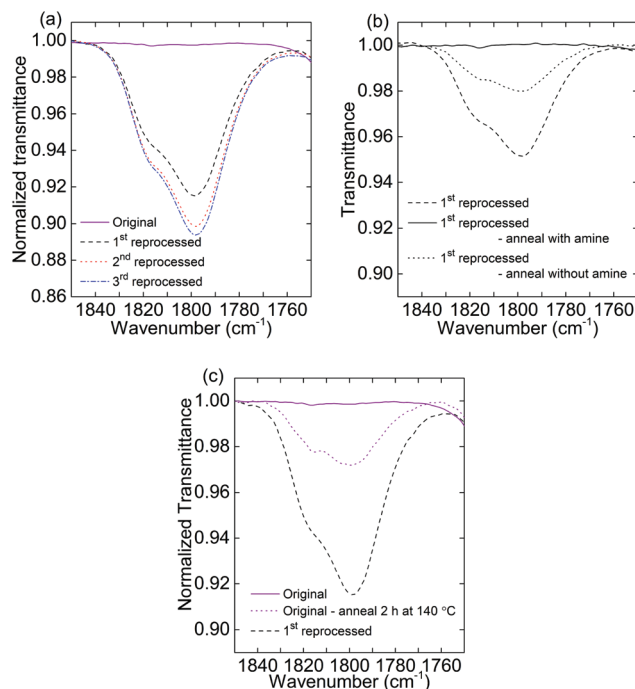 (a)
1.00
0.98
0.96
0.94
0.92
0.90
0.88
0.86
Normalized transmittance
Original
1st reprocessed
2nd reprocessed
3rd reprocessed
1840 1820 1800 1780 1760
Wavenumber (cm-1)
(b)
1.00
0.98
0.96
0.94
0.92
0.90
Transmittance
1st reprocessed
1st reprocessed
- anneal with amine
1st reprocessed
- anneal without amine
1840 1820 1800 1780 1760
Wavenumber (cm-1)
(c)
1.00
0.98
0.96
0.94
0.92
0.90
Normalized Transmittance
Original
Original - anneal 2 h at 140 °C
1st reprocessed
1840 1820 1800 1780 1760
Wavenumber (cm-1)